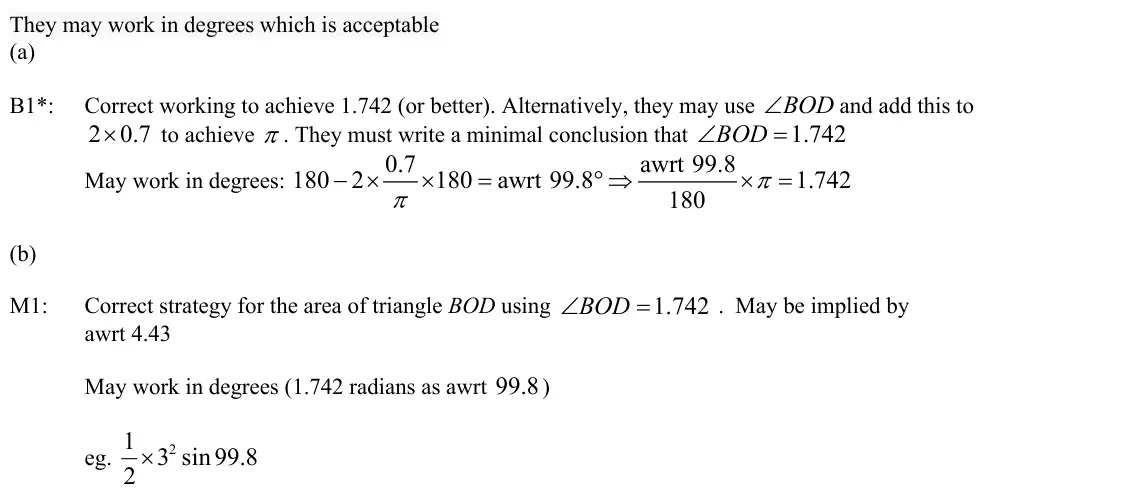 They may work in degrees which is acceptable
(a)
B1*: Correct working to achieve 1.742 (or better). Alternatively, they may use ∠BOD and add this to
2×0.7 to achieve π. They must write a minimal conclusion that ∠BOD=1.742
May work in degrees: 180−2×0.7/π×180 = awrt 99.8°⇒awrt 99.8/180×π=1.742
(b)
M1: Correct strategy for the area of triangle BOD using ∠BOD=1.742 . May be implied by
awrt 4.43
May work in degrees (1.742 radians as awrt 99.8)
eg. 1/2×3² sin 99.8